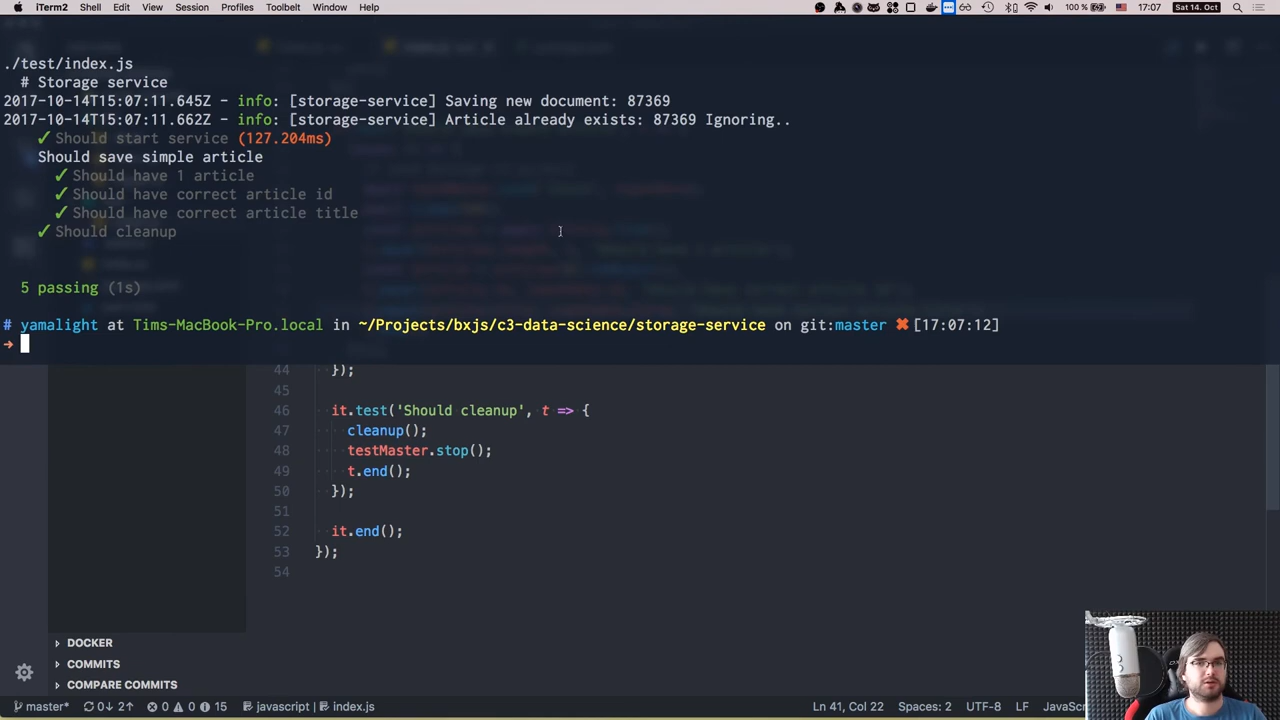 iTerm2 Shell Edit View Session Profiles Toolbelt Window Help 100 % 17:07 Sat 14. Oct
./test/index.js
# Storage service
2017-10-14T15:07:11.645Z - info: [storage-service] Saving new document: 87369
2017-10-14T15:07:11.662Z - info: [storage-service] Article already exists: 87369 Ignoring..
✓ Should start service (127.204ms)
Should save simple article
✓ Should have 1 article
✓ Should have correct article id
✓ Should have correct article title
✓ Should cleanup
5 passing (1s)
# yamalight at Tims-MacBook-Pro.local in ~/Projects/bxjs/c3-data-science/storage-service on git:master ✖ [17:07:12]
→
44 });
45
46 it.test('Should cleanup', t => {
47 cleanup();
48 testMaster.stop();
49 t.end();
50 });
51
52 it.end();
53 });
54
DOCKER
COMMITS
COMPARE COMMITS
master* 0↓ 2↑ 0 0 15 javascript index.js Ln 41, Col 22 Spaces: 2 UTF-8 LF